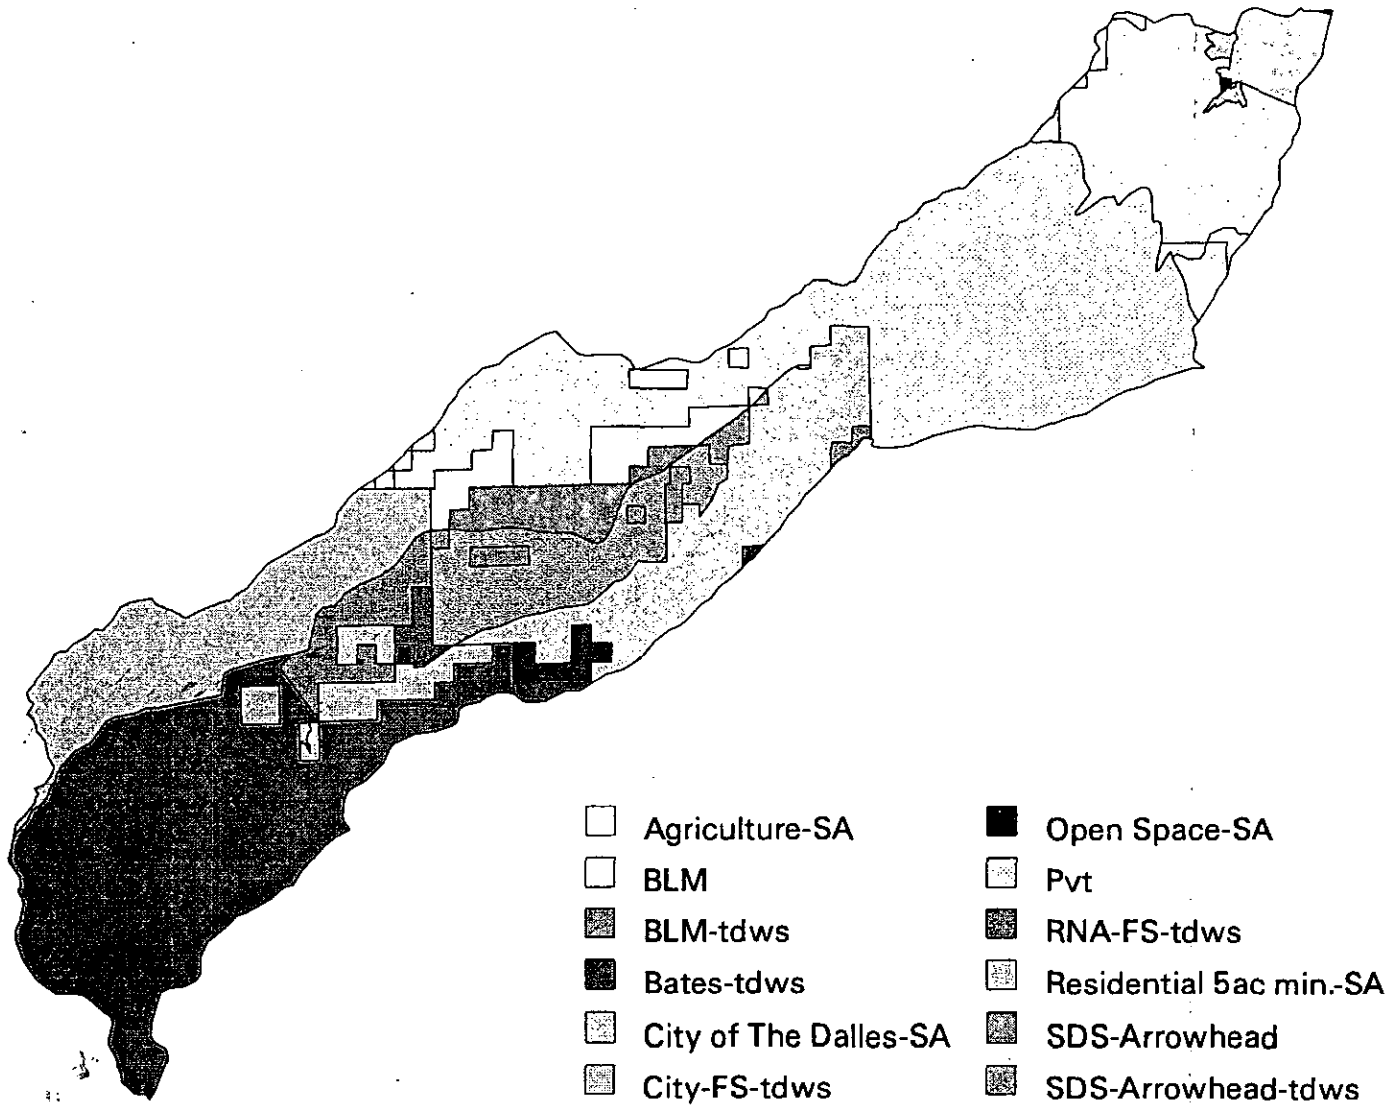 Agriculture-SA
BLM
BLM-tdws
Bates-tdws
City of The Dalles-SA
City-FS-tdws
Open Space-SA
Pvt
RNA-FS-tdws
Residential 5ac min.-SA
SDS-Arrowhead
SDS-Arrowhead-tdws